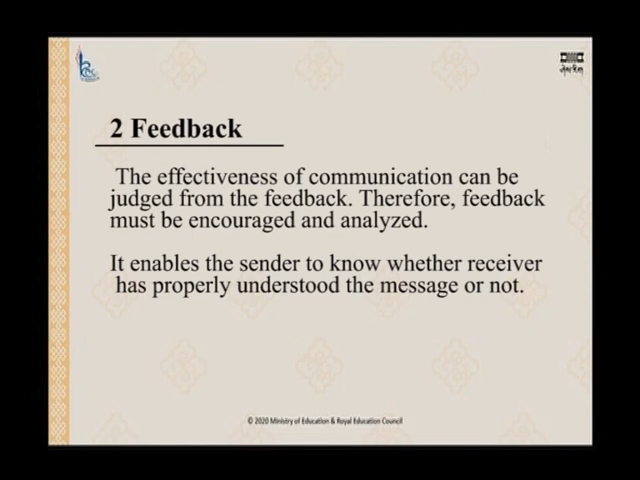 2 Feedback
The effectiveness of communication can be
judged from the feedback. Therefore, feedback
must be encouraged and analyzed.
It enables the sender to know whether receiver
has properly understood the message or not.
© 2020 Ministry of Education & Royal Education Council